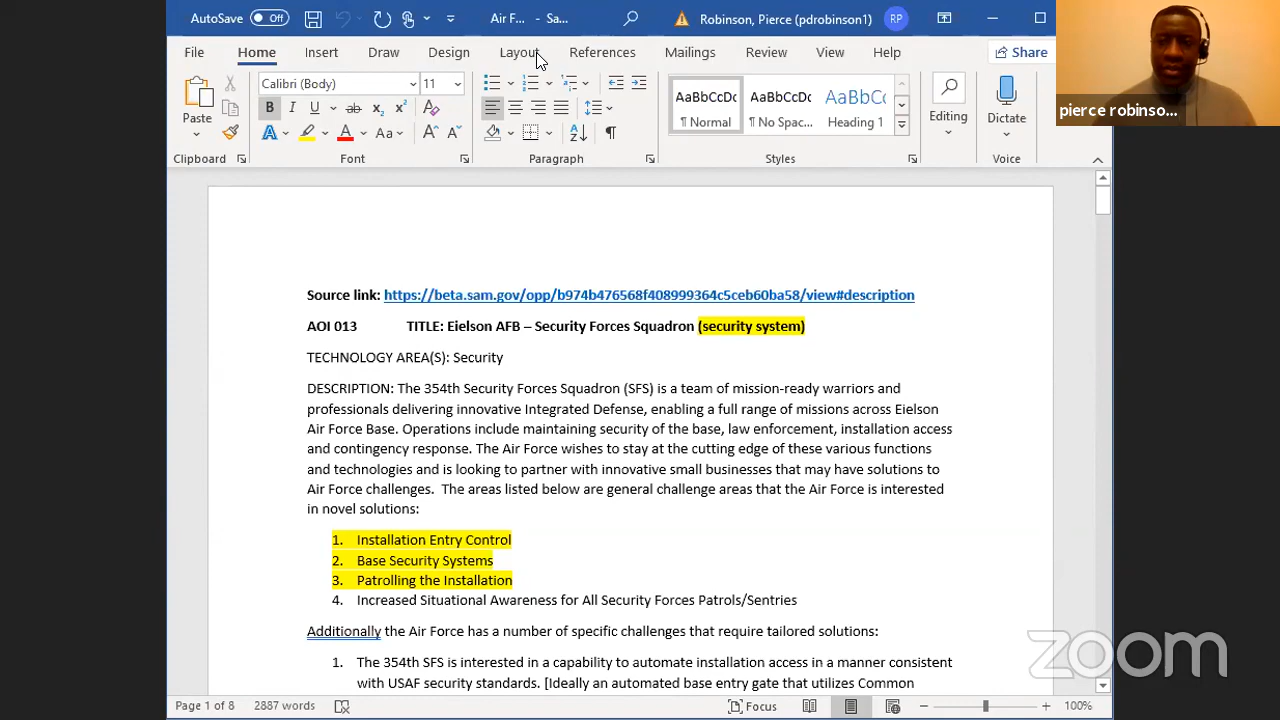 AutoSave Off Air F... - Sa... Robinson, Pierce (pdrobinson1) RP
File Home Insert Draw Design Layout References Mailings Review View Help Share
pierce robinso...
Calibri (Body) 11
AaBbCcDc AaBbCcDc AaBbCc
Paste B I U ab x₂ x² ¶ Normal ¶ No Spac... Heading 1 Editing Dictate
A A Aa A A
Clipboard Font Paragraph Styles Voice
Source link: https://beta.sam.gov/opp/b974b476568f408999364c5ceb60ba58/view#description
AOI 013 TITLE: Eielson AFB – Security Forces Squadron (security system)
TECHNOLOGY AREA(S): Security
DESCRIPTION: The 354th Security Forces Squadron (SFS) is a team of mission-ready warriors and
professionals delivering innovative Integrated Defense, enabling a full range of missions across Eielson
Air Force Base. Operations include maintaining security of the base, law enforcement, installation access
and contingency response. The Air Force wishes to stay at the cutting edge of these various functions
and technologies and is looking to partner with innovative small businesses that may have solutions to
Air Force challenges. The areas listed below are general challenge areas that the Air Force is interested
in novel solutions:
1. Installation Entry Control
2. Base Security Systems
3. Patrolling the Installation
4. Increased Situational Awareness for All Security Forces Patrols/Sentries
Additionally the Air Force has a number of specific challenges that require tailored solutions:
1. The 354th SFS is interested in a capability to automate installation access in a manner consistent
with USAF security standards. [Ideally an automated base entry gate that utilizes Common
zoom
Page 1 of 8 2887 words Focus 100%